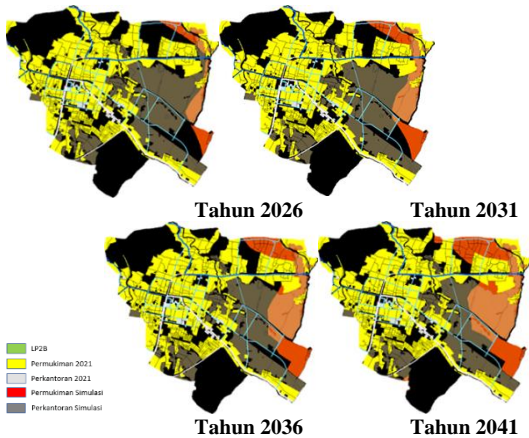 Tahun 2026
Tahun 2031
LP2B
Permukiman 2021
Perkantoran 2021
Permukiman Simulasi
Perkantoran Simulasi
Tahun 2036
Tahun 2041